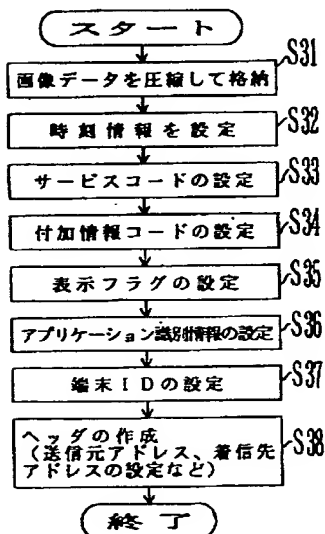 スタート
S31
画像データを圧縮して格納
S32
時刻情報を設定
S33
サービスコードの設定
S34
付加情報コードの設定
S35
表示フラグの設定
S36
アプリケーション識別情報の設定
S37
端末IDの設定
S38
ヘッダの作成
(送信元アドレス、着信先
アドレスの設定など)
終了